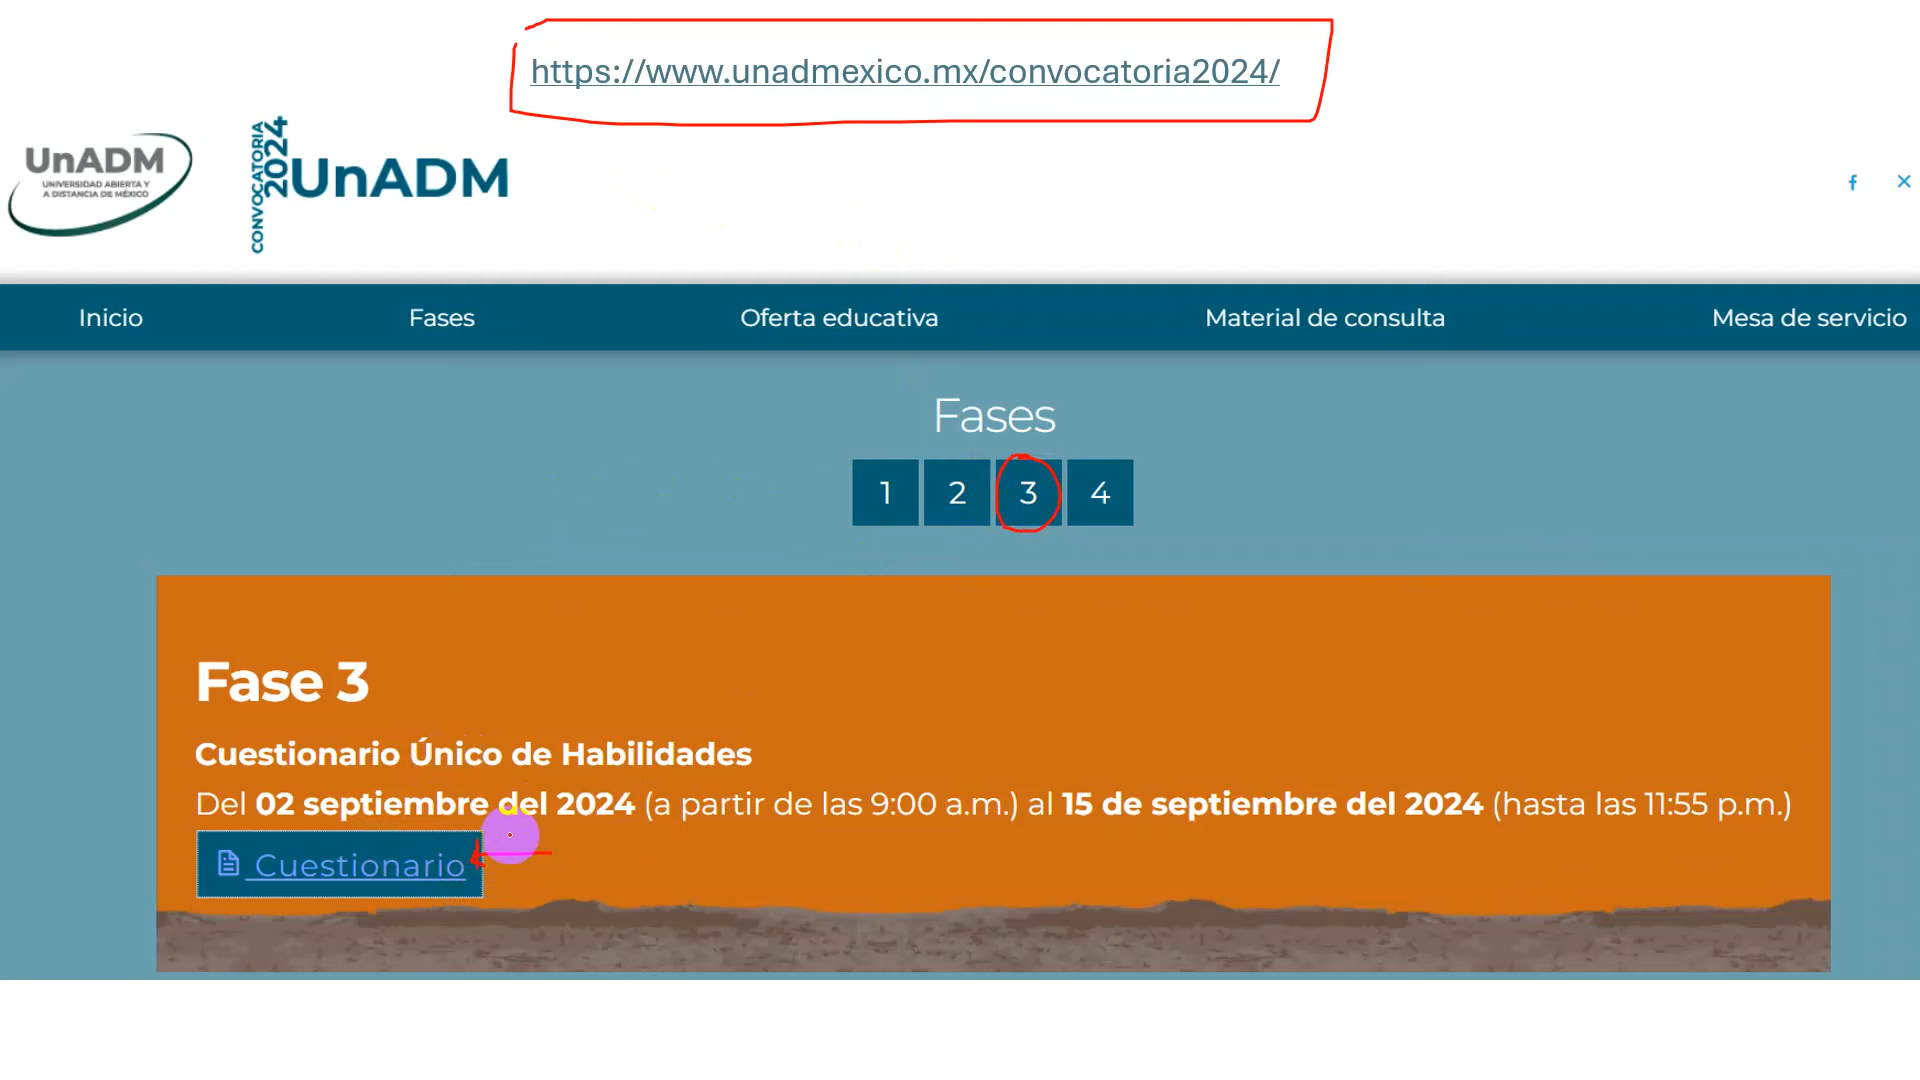 https://www.unadmexico.mx/convocatoria2024/
UnADM
UNIVERSIDAD ABIERTA Y
A DISTANCIA DE MÉXICO
CONVOCATORIA
2024
UnADM
Inicio
Fases
Oferta educativa
Material de consulta
Mesa de servicio
Fases
1
2
3
4
Fase 3
Cuestionario Único de Habilidades
Del 02 septiembre del 2024 (a partir de las 9:00 a.m.) al 15 de septiembre del 2024 (hasta las 11:55 p.m.)
Cuestionario